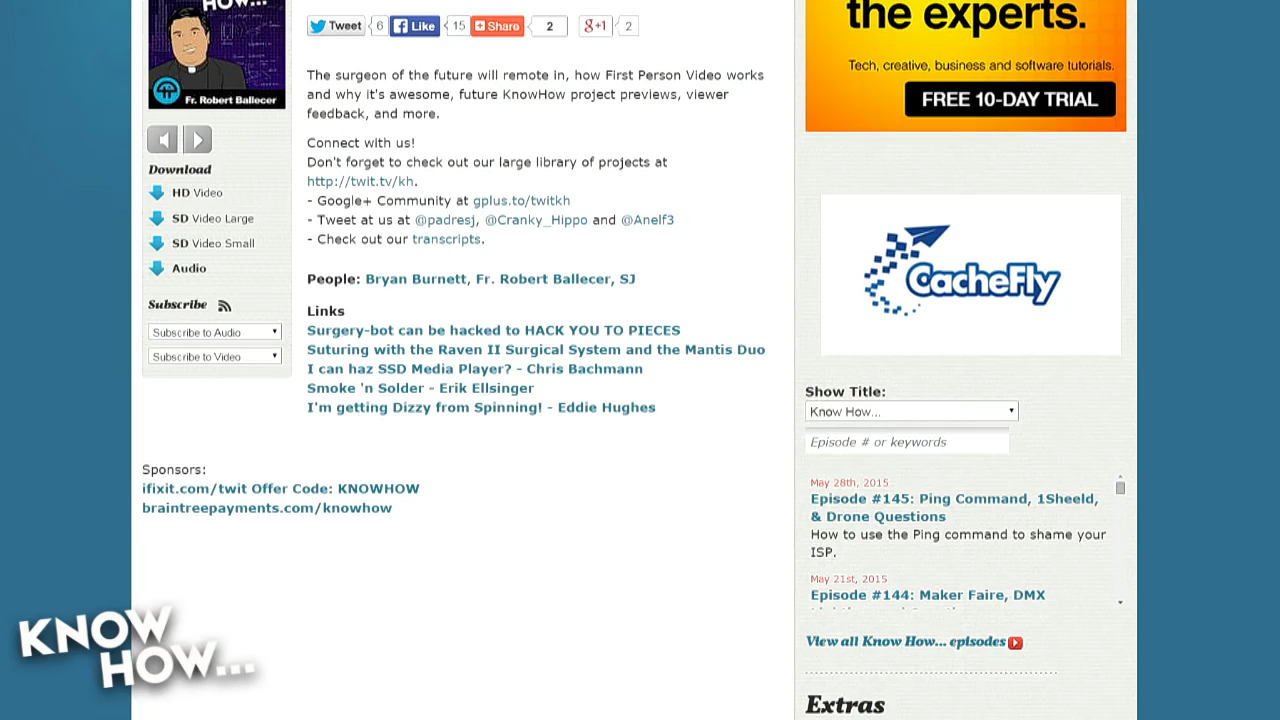 HOW...
Fr. Robert Ballecer
Download
HD Video
SD Video Large
SD Video Small
Audio
Subscribe
Subscribe to Audio
Subscribe to Video
Tweet 6 Like 15 Share 2 g+1 2
The surgeon of the future will remote in, how First Person Video works
and why it's awesome, future KnowHow project previews, viewer
feedback, and more.
Connect with us!
Don't forget to check out our large library of projects at
http://twit.tv/kh.
- Google+ Community at gplus.to/twitkh
- Tweet at us at @padresj, @Cranky_Hippo and @Anelf3
- Check out our transcripts.
People: Bryan Burnett, Fr. Robert Ballecer, SJ
Links
Surgery-bot can be hacked to HACK YOU TO PIECES
Suturing with the Raven II Surgical System and the Mantis Duo
I can haz SSD Media Player? - Chris Bachmann
Smoke 'n Solder - Erik Ellsinger
I'm getting Dizzy from Spinning! - Eddie Hughes
Sponsors:
ifixit.com/twit Offer Code: KNOWHOW
braintreepayments.com/knowhow
the experts.
Tech, creative, business and software tutorials.
FREE 10-DAY TRIAL
CacheFly
Show Title:
Know How...
Episode # or keywords
May 28th, 2015
Episode #145: Ping Command, 1Sheeld,
& Drone Questions
How to use the Ping command to shame your
ISP.
May 21st, 2015
Episode #144: Maker Faire, DMX
View all Know How... episodes
Extras
KNOW
HOW...